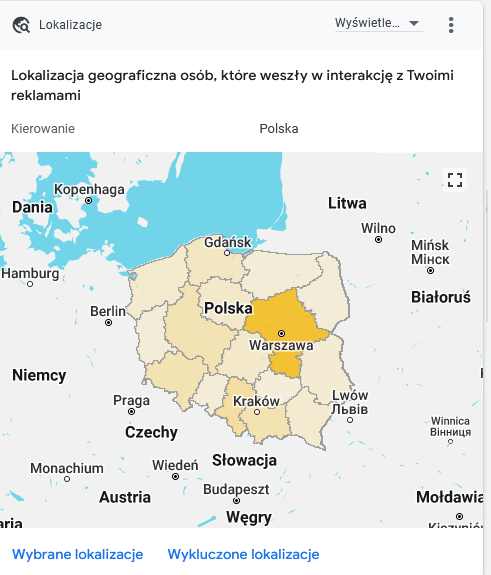 Lokalizacje
Wyświetle...
Lokalizacja geograficzna osób, które weszły w interakcję z Twoimi
reklamami
Kierowanie
Polska
Kopenhaga
Dania
Litwa
Wilno
Gdańsk
Mińsk
Мінск
Hamburg
Białoruś
Berlin
Polska
Warszawa
Niemcy
Praga
Kraków
Lwów
Львів
Czechy
Winnica
Вінниця
Słowacja
Monachium
Wiedeń
Austria
Budapeszt
Mołdawia
Węgry
Kiszyniów
Wybrane lokalizacje
Wykluczone lokalizacje